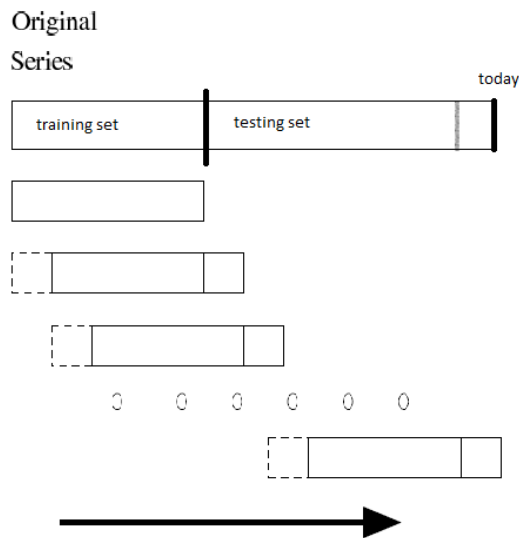 Original
Series
today
training set
testing set